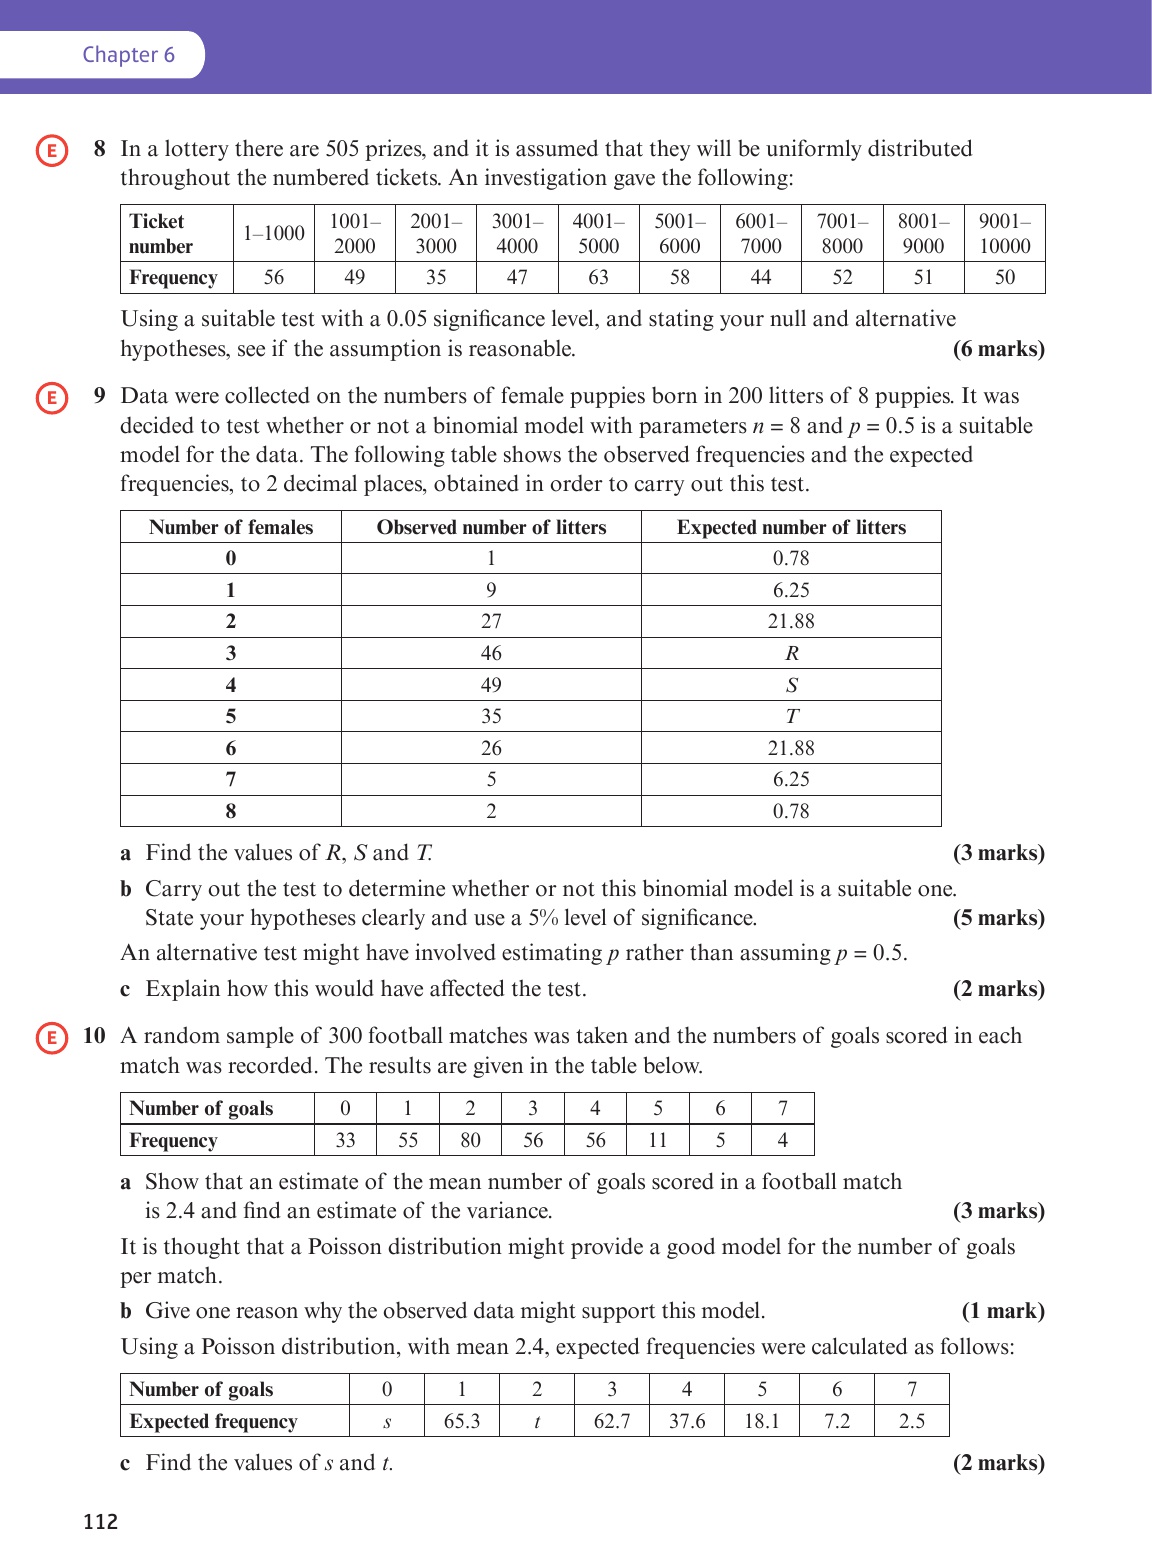 Chapter 6
E 8 In a lottery there are 505 prizes, and it is assumed that they will be uniformly distributed
throughout the numbered tickets. An investigation gave the following:
Ticket number 1–1000 1001–2000 2001–3000 3001–4000 4001–5000 5001–6000 6001–7000 7001–8000 8001–9000 9001–10000
Frequency 56 49 35 47 63 58 44 52 51 50
Using a suitable test with a 0.05 significance level, and stating your null and alternative
hypotheses, see if the assumption is reasonable. (6 marks)
E 9 Data were collected on the numbers of female puppies born in 200 litters of 8 puppies. It was
decided to test whether or not a binomial model with parameters n = 8 and p = 0.5 is a suitable
model for the data. The following table shows the observed frequencies and the expected
frequencies, to 2 decimal places, obtained in order to carry out this test.
Number of females Observed number of litters Expected number of litters
0 1 0.78
1 9 6.25
2 27 21.88
3 46 R
4 49 S
5 35 T
6 26 21.88
7 5 6.25
8 2 0.78
a Find the values of R, S and T. (3 marks)
b Carry out the test to determine whether or not this binomial model is a suitable one.
State your hypotheses clearly and use a 5% level of significance. (5 marks)
An alternative test might have involved estimating p rather than assuming p = 0.5.
c Explain how this would have affected the test. (2 marks)
E 10 A random sample of 300 football matches was taken and the numbers of goals scored in each
match was recorded. The results are given in the table below.
Number of goals 0 1 2 3 4 5 6 7
Frequency 33 55 80 56 56 11 5 4
a Show that an estimate of the mean number of goals scored in a football match
is 2.4 and find an estimate of the variance. (3 marks)
It is thought that a Poisson distribution might provide a good model for the number of goals
per match.
b Give one reason why the observed data might support this model. (1 mark)
Using a Poisson distribution, with mean 2.4, expected frequencies were calculated as follows:
Number of goals 0 1 2 3 4 5 6 7
Expected frequency s 65.3 t 62.7 37.6 18.1 7.2 2.5
c Find the values of s and t. (2 marks)
112